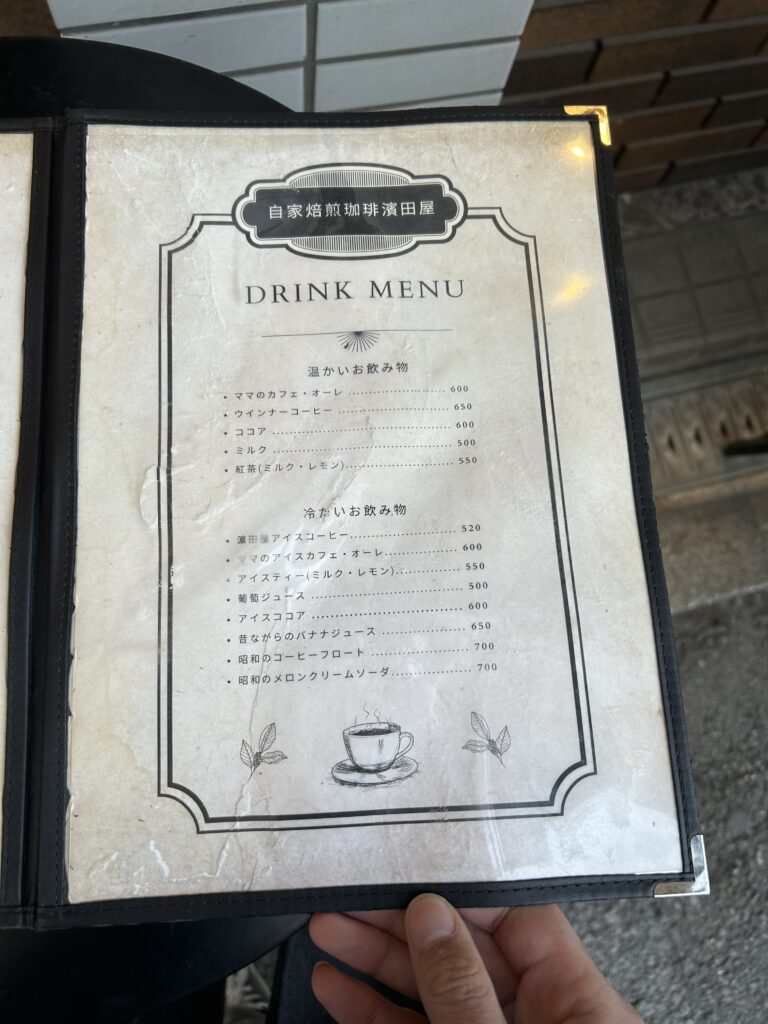 自家焙煎珈琲濱田屋
DRINK MENU
温かいお飲み物
・ママのカフェ・オーレ ........................ 600
・ウインナーコーヒー ........................... 650
・ココア .......................................... 600
・ミルク ............................................ 500
・紅茶(ミルク・レモン)........................ 550
冷たいお飲み物
・濱田屋アイスコーヒー........................ 520
・ママのアイスカフェ・オーレ................. 600
・アイスティー(ミルク・レモン).............. 550
・葡萄ジュース .................................... 500
・アイスココア ................................... 600
・昔ながらのバナナジュース .................. 650
・昭和のコーヒーフロート ..................... 700
・昭和のメロンクリームソーダ................. 700